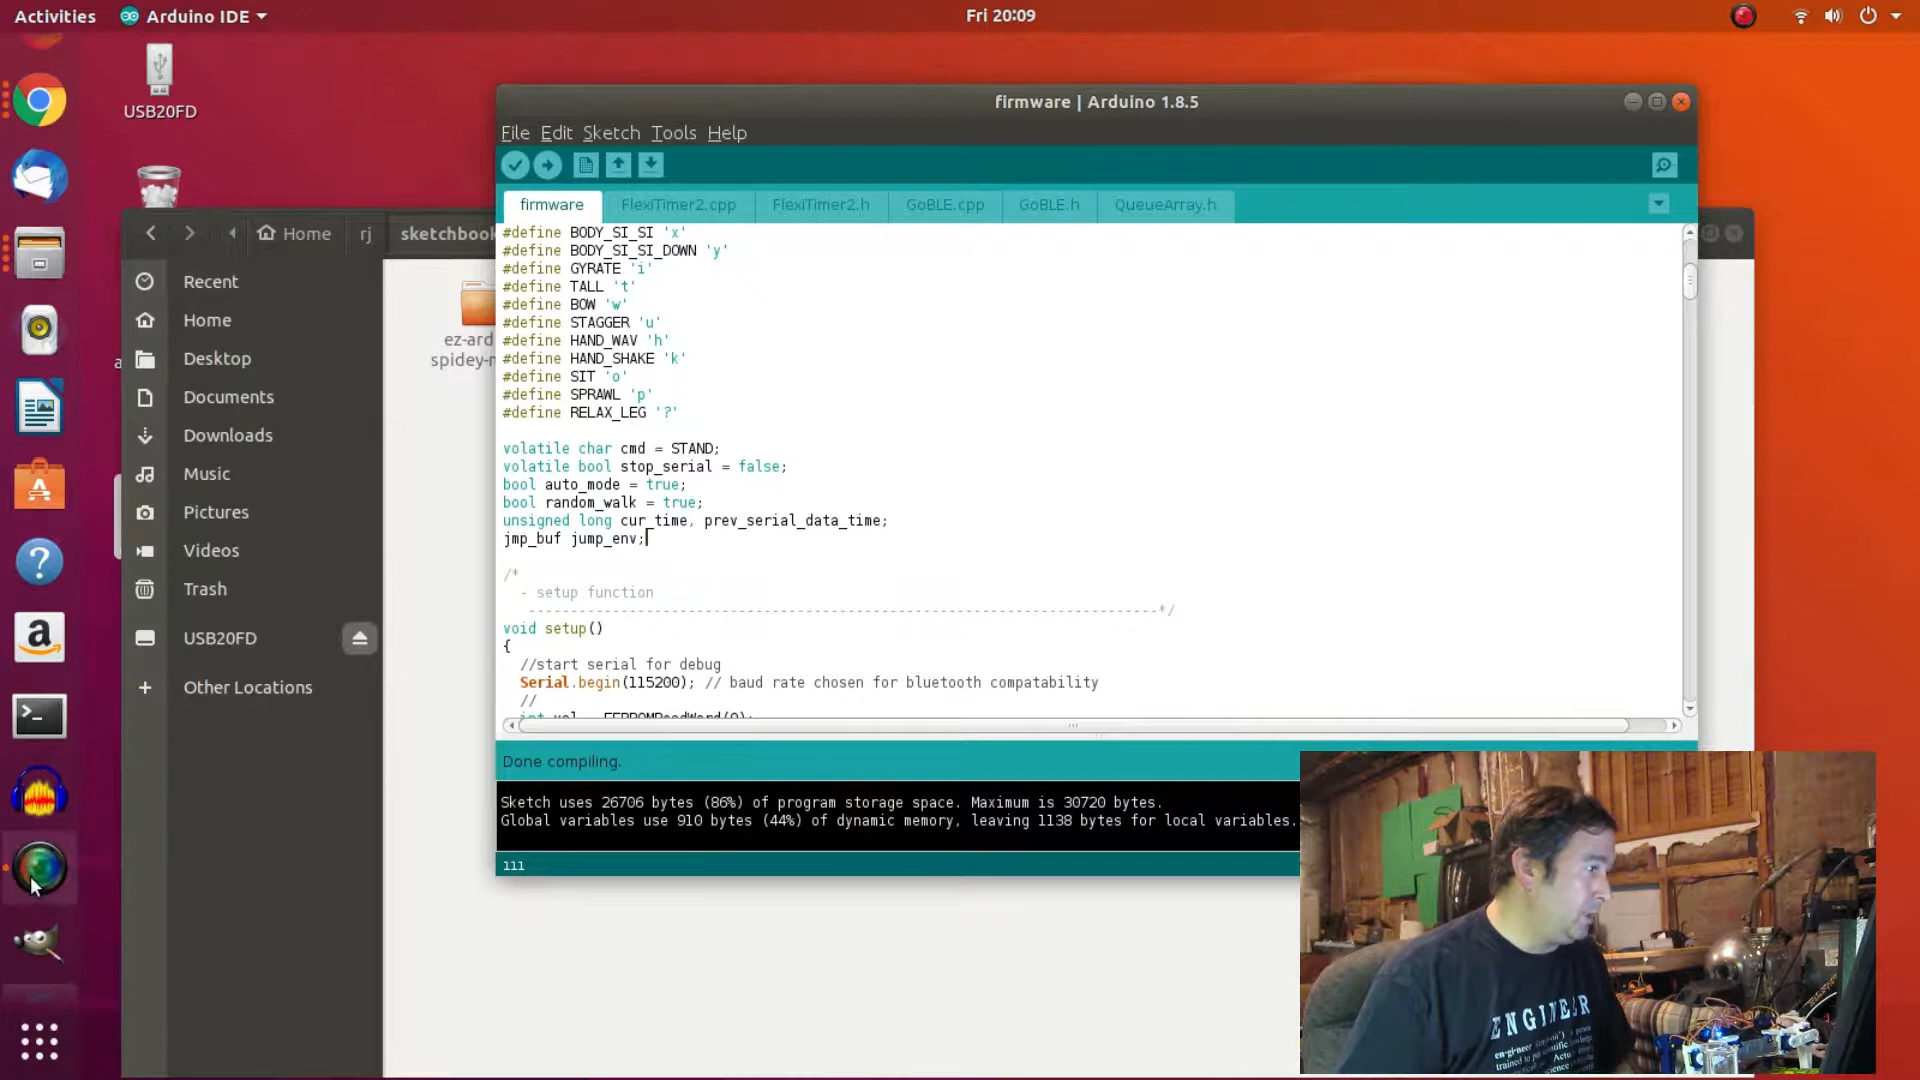 Activities
Arduino IDE
Fri 20:09
USB20FD
firmware | Arduino 1.8.5
File Edit Sketch Tools Help
firmware
FlexiTimer2.cpp
FlexiTimer2.h
GoBLE.cpp
GoBLE.h
QueueArray.h
Home
rj
sketchbook
Recent
Home
Desktop
Documents
Downloads
Music
Pictures
Videos
Trash
USB20FD
Other Locations
ez-ard
spidey-
#define BODY_SI_SI 'x'
#define BODY_SI_SI_DOWN 'y'
#define GYRATE 'i'
#define TALL 't'
#define BOW 'w'
#define STAGGER 'u'
#define HAND_WAV 'h'
#define HAND_SHAKE 'k'
#define SIT 'o'
#define SPRAWL 'p'
#define RELAX_LEG '?'
volatile char cmd = STAND;
volatile bool stop_serial = false;
bool auto_mode = true;
bool random_walk = true;
unsigned long cur_time, prev_serial_data_time;
jmp_buf jump_env;
/*
- setup function
---------------------------------------------------------------------------*/
void setup()
{
//start serial for debug
Serial.begin(115200); // baud rate chosen for bluetooth compatability
//
Done compiling.
Sketch uses 26706 bytes (86%) of program storage space. Maximum is 30720 bytes.
Global variables use 910 bytes (44%) of dynamic memory, leaving 1138 bytes for local variables.
111
ENGINEER